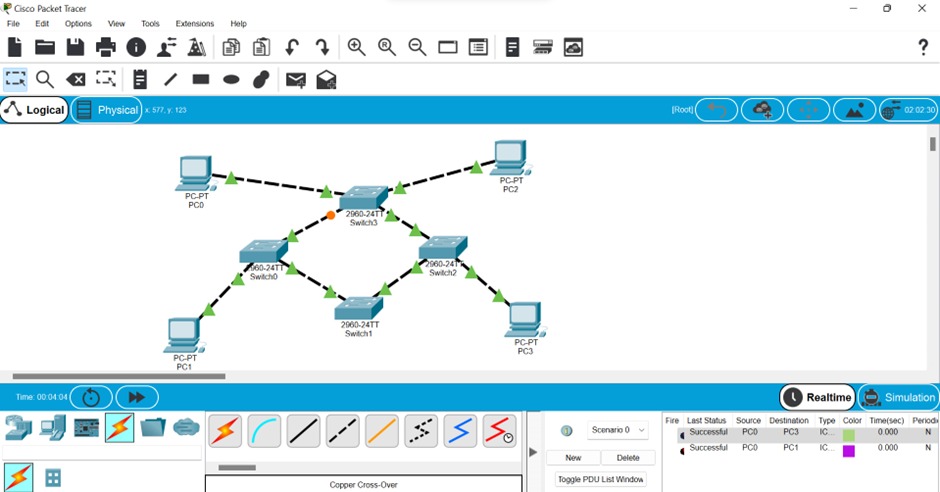 Cisco Packet Tracer
File Edit Options View Tools Extensions Help
?
Logical Physical x: 577, y: 123 [Root] 02:02:30
PC-PT
PC0
PC-PT
PC2
2960-24TT
Switch3
2960-24TT
Switch0
2960-24TT
Switch2
2960-24TT
Switch1
PC-PT
PC1
PC-PT
PC3
Time: 00:04:04 Realtime Simulation
Scenario 0
New Delete
Toggle PDU List Window
Copper Cross-Over
Fire Last Status Source Destination Type Color Time(sec) Periodi
Successful PC0 PC3 IC... 0.000 N
Successful PC0 PC1 IC... 0.000 N